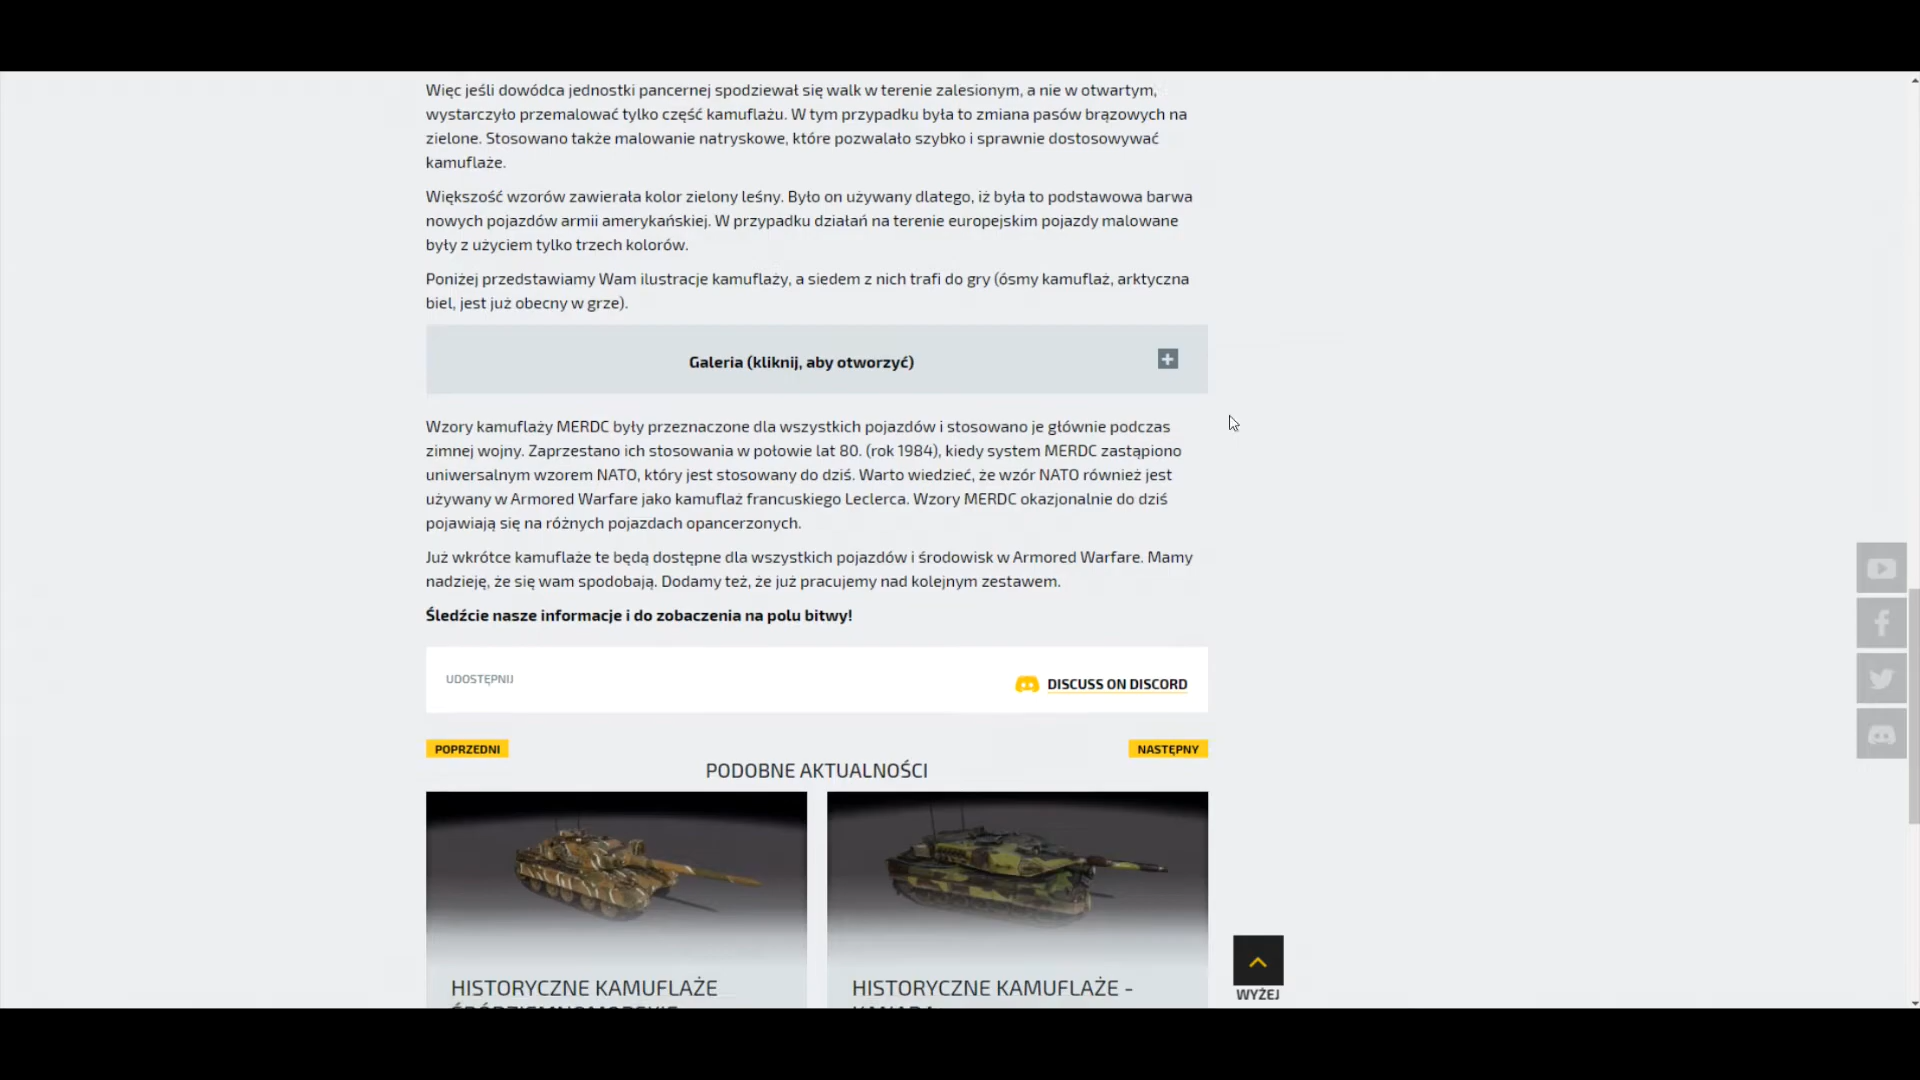 Więc jeśli dowódca jednostki pancernej spodziewał się walk w terenie zalesionym, a nie w otwartym,
wystarczyło przemalować tylko część kamuflażu. W tym przypadku była to zmiana pasów brązowych na
zielone. Stosowano także malowanie natryskowe, które pozwalało szybko i sprawnie dostosowywać
kamuflaże.
Większość wzorów zawierała kolor zielony leśny. Było on używany dlatego, iż była to podstawowa barwa
nowych pojazdów armii amerykańskiej. W przypadku działań na terenie europejskim pojazdy malowane
były z użyciem tylko trzech kolorów.
Poniżej przedstawiamy Wam ilustracje kamuflaży, a siedem z nich trafi do gry (ósmy kamuflaż, arktyczna
biel, jest już obecny w grze).
Galeria (kliknij, aby otworzyć)
Wzory kamuflaży MERDC były przeznaczone dla wszystkich pojazdów i stosowano je głównie podczas
zimnej wojny. Zaprzestano ich stosowania w połowie lat 80. (rok 1984), kiedy system MERDC zastąpiono
uniwersalnym wzorem NATO, który jest stosowany do dziś. Warto wiedzieć, że wzór NATO również jest
używany w Armored Warfare jako kamuflaż francuskiego Leclerca. Wzory MERDC okazjonalnie do dziś
pojawiają się na różnych pojazdach opancerzonych.
Już wkrótce kamuflaże te będą dostępne dla wszystkich pojazdów i środowisk w Armored Warfare. Mamy
nadzieję, że się wam spodobają. Dodamy też, że już pracujemy nad kolejnym zestawem.
Śledźcie nasze informacje i do zobaczenia na polu bitwy!
UDOSTĘPNIJ
DISCUSS ON DISCORD
POPRZEDNI
NASTĘPNY
PODOBNE AKTUALNOŚCI
HISTORYCZNE KAMUFLAŻE
HISTORYCZNE KAMUFLAŻE -
WYŻEJ